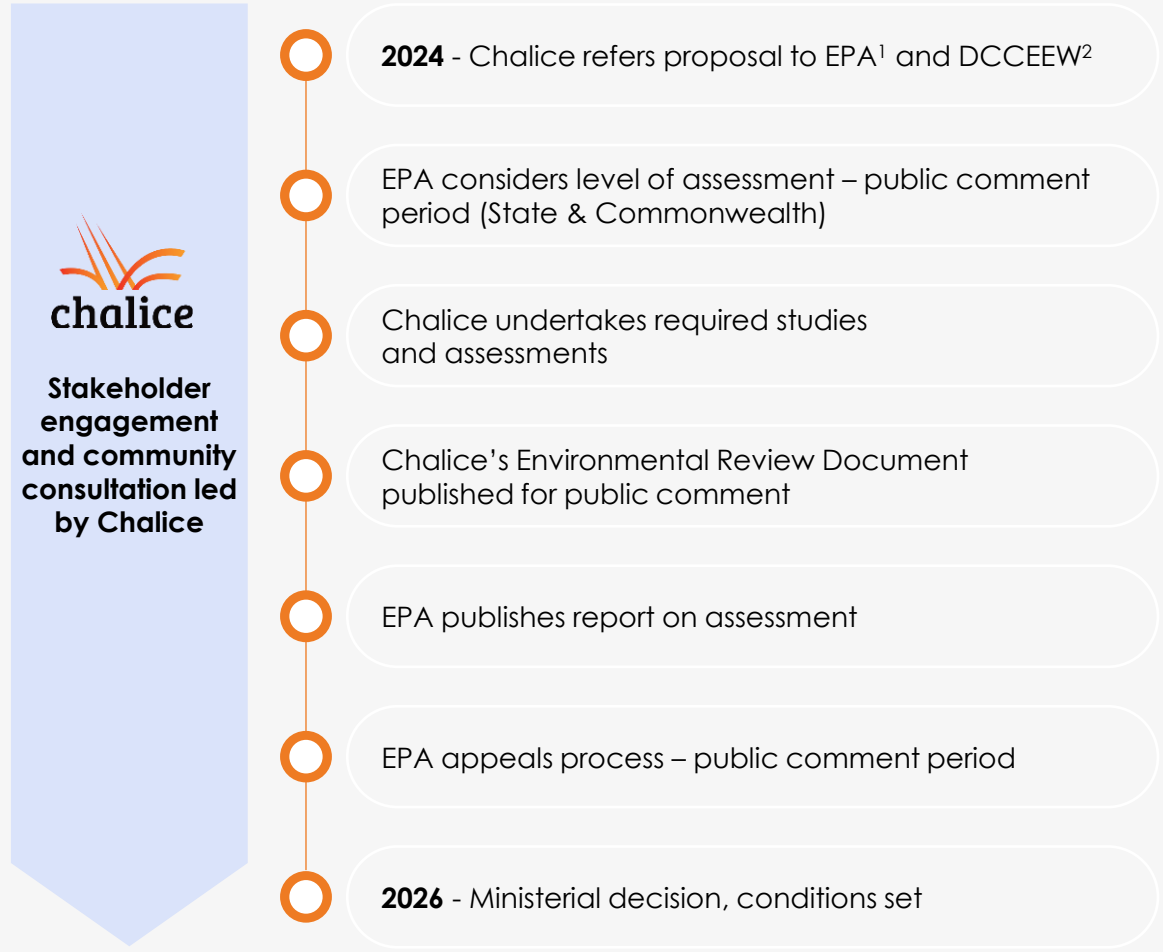 chalice
Stakeholder
engagement
and community
consultation led
by Chalice
2024 - Chalice refers proposal to EPA¹ and DCCEEW²
EPA considers level of assessment – public comment
period (State & Commonwealth)
Chalice undertakes required studies
and assessments
Chalice’s Environmental Review Document
published for public comment
EPA publishes report on assessment
EPA appeals process – public comment period
2026 - Ministerial decision, conditions set